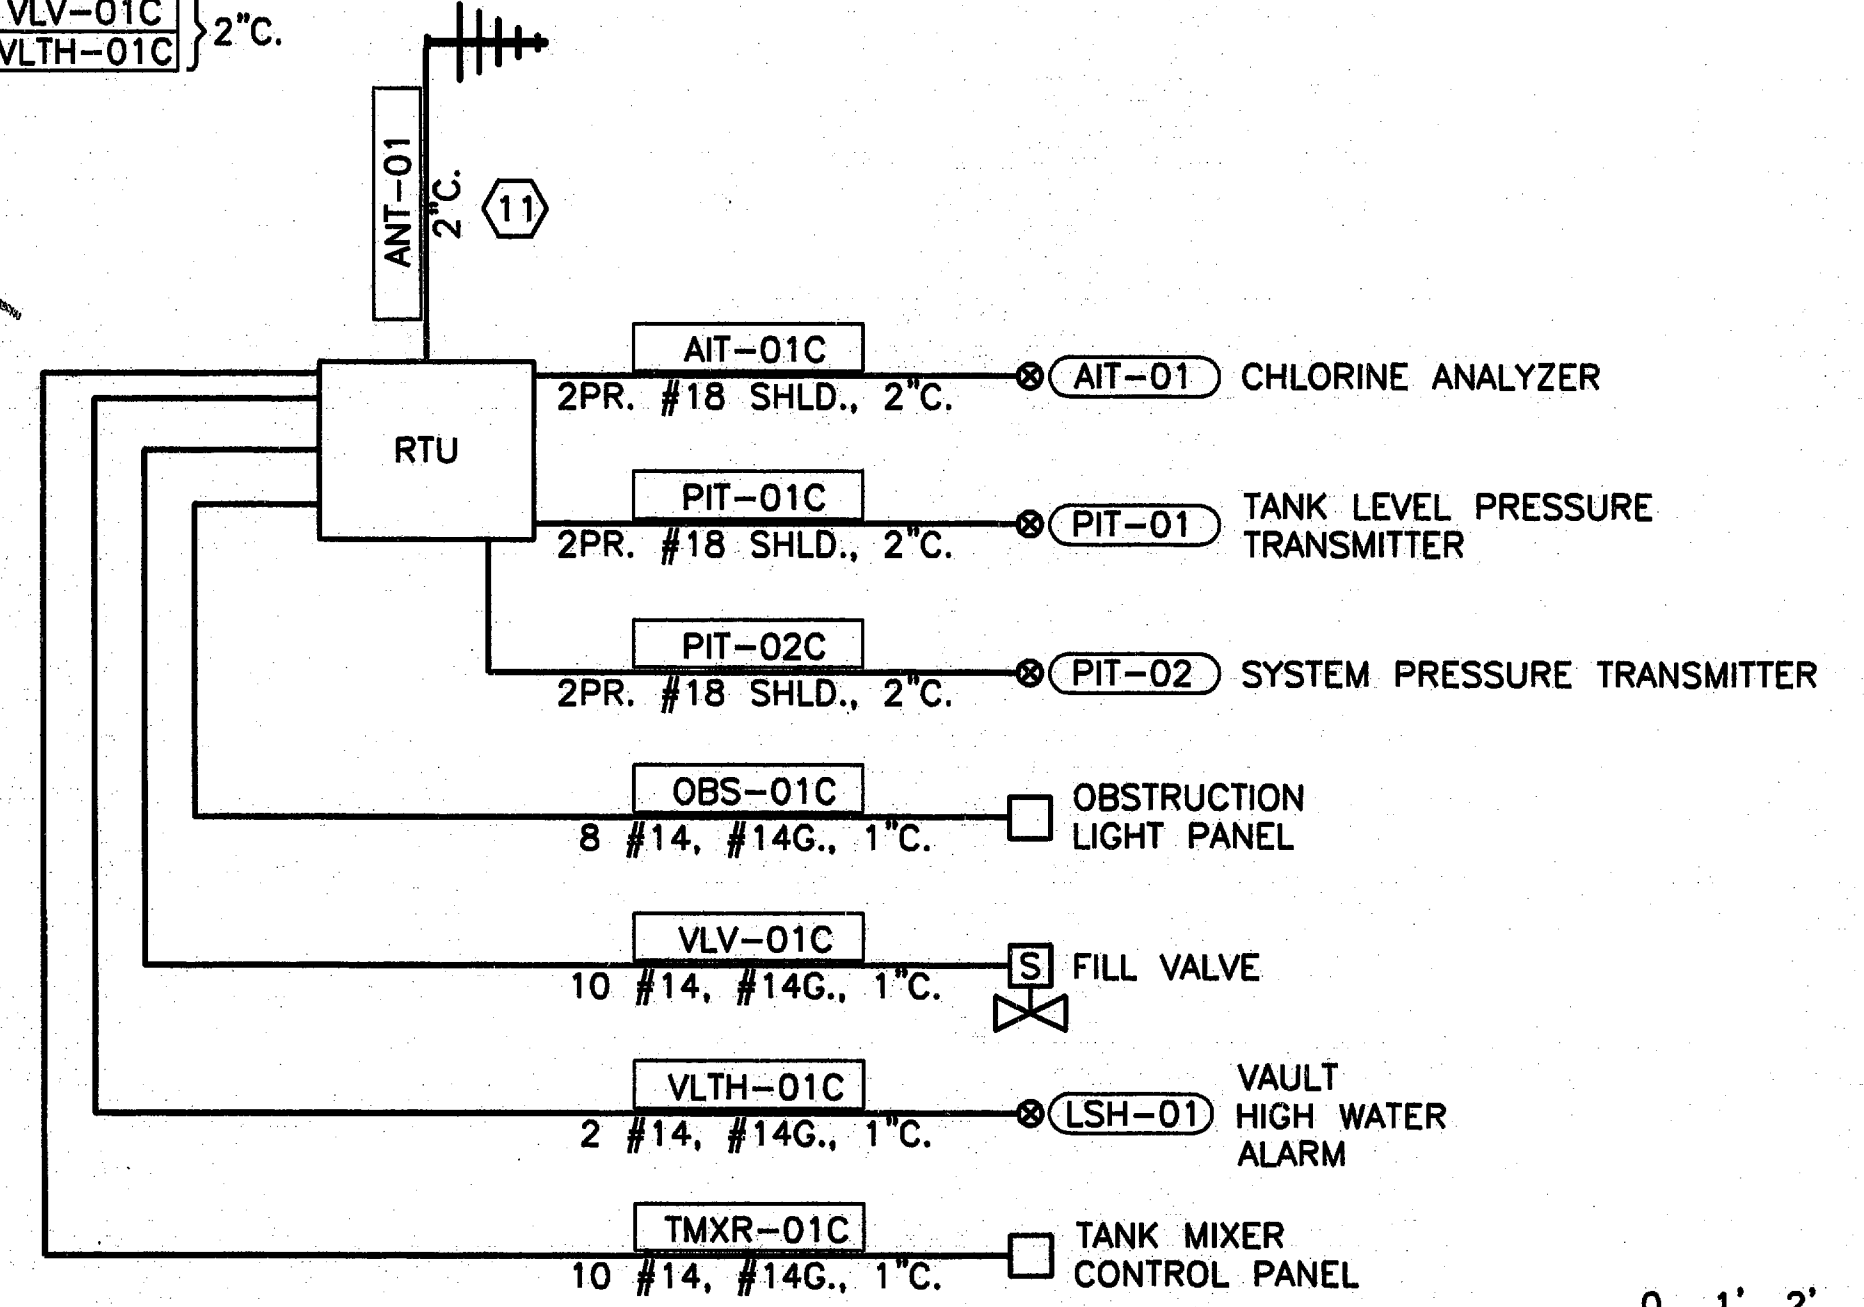 VLV-01C
VLTH-01C
2"C.
ANT-01
2"C.
11
RTU
AIT-01C
2PR. #18 SHLD., 2"C.
AIT-01
CHLORINE ANALYZER
PIT-01C
2PR. #18 SHLD., 2"C.
PIT-01
TANK LEVEL PRESSURE
TRANSMITTER
PIT-02C
2PR. #18 SHLD., 2"C.
PIT-02
SYSTEM PRESSURE TRANSMITTER
OBS-01C
8 #14, #14G., 1"C.
OBSTRUCTION
LIGHT PANEL
VLV-01C
10 #14, #14G., 1"C.
S
FILL VALVE
VLTH-01C
2 #14, #14G., 1"C.
LSH-01
VAULT
HIGH WATER
ALARM
TMXR-01C
10 #14, #14G., 1"C.
TANK MIXER
CONTROL PANEL
0 1' 2'